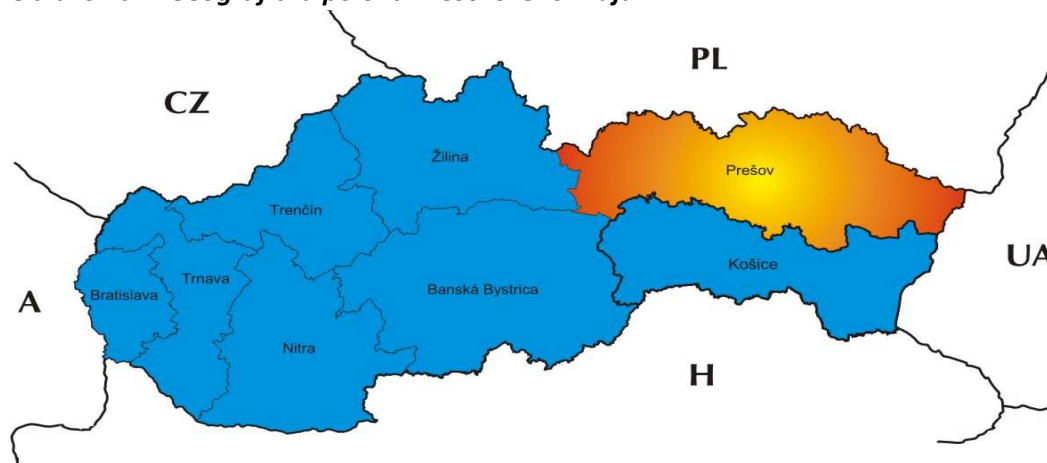 PL
CZ
Žilina
Prešov
Trenčín
Košice
UA
Trnava
Bratislava
Banská Bystrica
A
Nitra
H